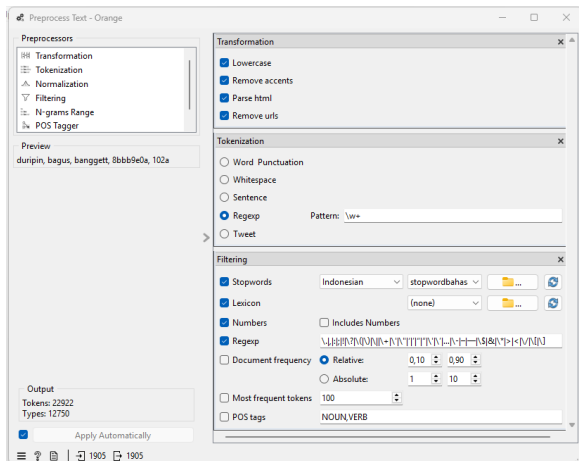 Preprocess Text - Orange
Preprocessors
Transformation
Tokenization
Normalization
Filtering
N-grams Range
POS Tagger
Preview
duripin, bagus, banggett, 8bbb9e0a, 102a
Output
Tokens: 22922
Types: 12750
Apply Automatically
1905 1905
Transformation
Lowercase
Remove accents
Parse html
Remove urls
Tokenization
Word Punctuation
Whitespace
Sentence
Regexp Pattern: \w+
Tweet
Filtering
Stopwords Indonesian stopwordbahas ...
Lexicon (none) ...
Numbers Includes Numbers
Regexp
Document frequency Relative: 0,10 0,90
Absolute: 1 10
Most frequent tokens 100
POS tags NOUN,VERB